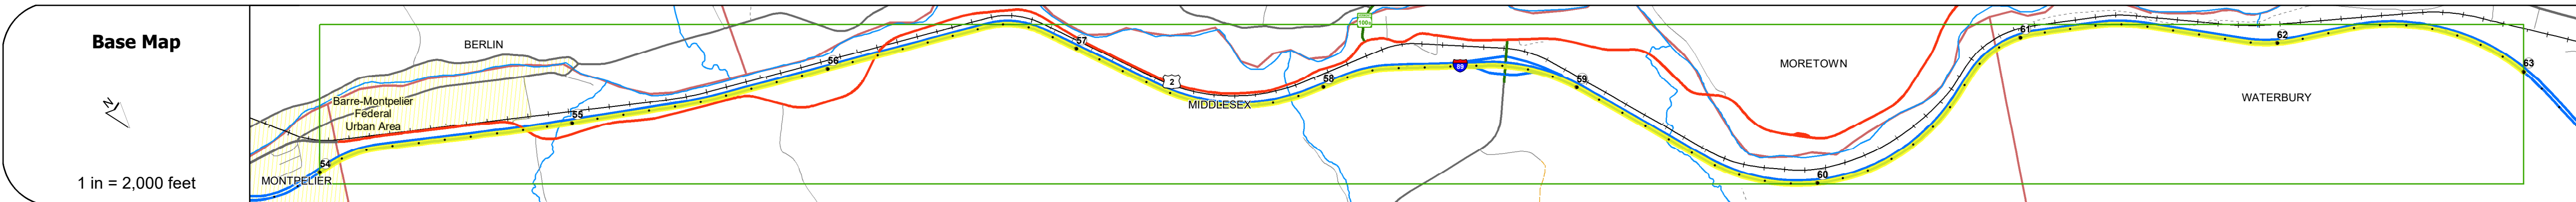 Base Map
N
1 in = 2,000 feet
BERLIN
Barre-Montpelier
Federal
Urban Area
54
MONTPELIER
55
56
57
2
MIDDLESEX
58
100B
89
59
MORETOWN
60
61
62
WATERBURY
63